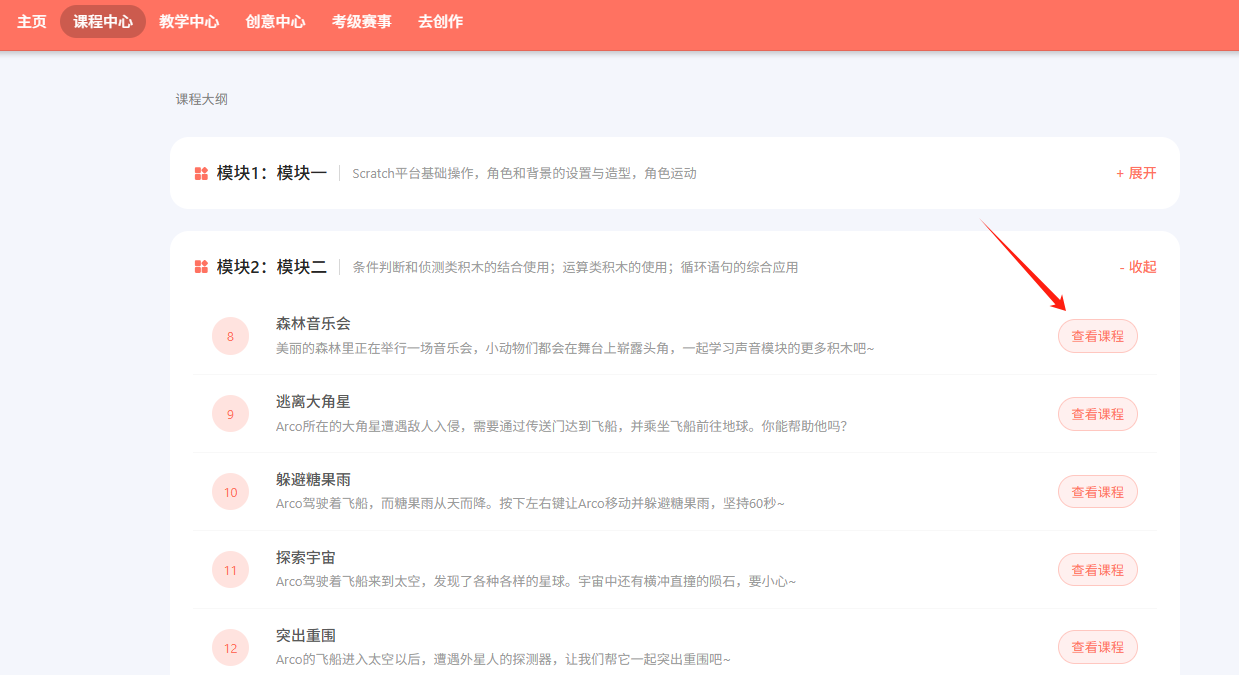 主页 课程中心 教学中心 创意中心 考级赛事 去创作
课程大纲
模块1：模块一 Scratch平台基础操作，角色和背景的设置与造型，角色运动 + 展开
模块2：模块二 条件判断和侦测类积木的结合使用；运算类积木的使用；循环语句的综合应用 - 收起
森林音乐会
8 查看课程
美丽的森林里正在举行一场音乐会，小动物们都会在舞台上崭露头角，一起学习声音模块的更多积木吧~
逃离大角星
9 查看课程
Arco所在的大角星遭遇敌人入侵，需要通过传送门达到飞船，并乘坐飞船前往地球。你能帮助他吗？
躲避糖果雨
10 查看课程
Arco驾驶着飞船，而糖果雨从天而降。按下左右键让Arco移动并躲避糖果雨，坚持60秒~
探索宇宙
11 查看课程
Arco驾驶着飞船来到太空，发现了各种各样的星球。宇宙中还有横冲直撞的陨石，要小心~
突出重围
12 查看课程
Arco的飞船进入太空以后，遭遇外星人的探测器，让我们帮它一起突出重围吧~